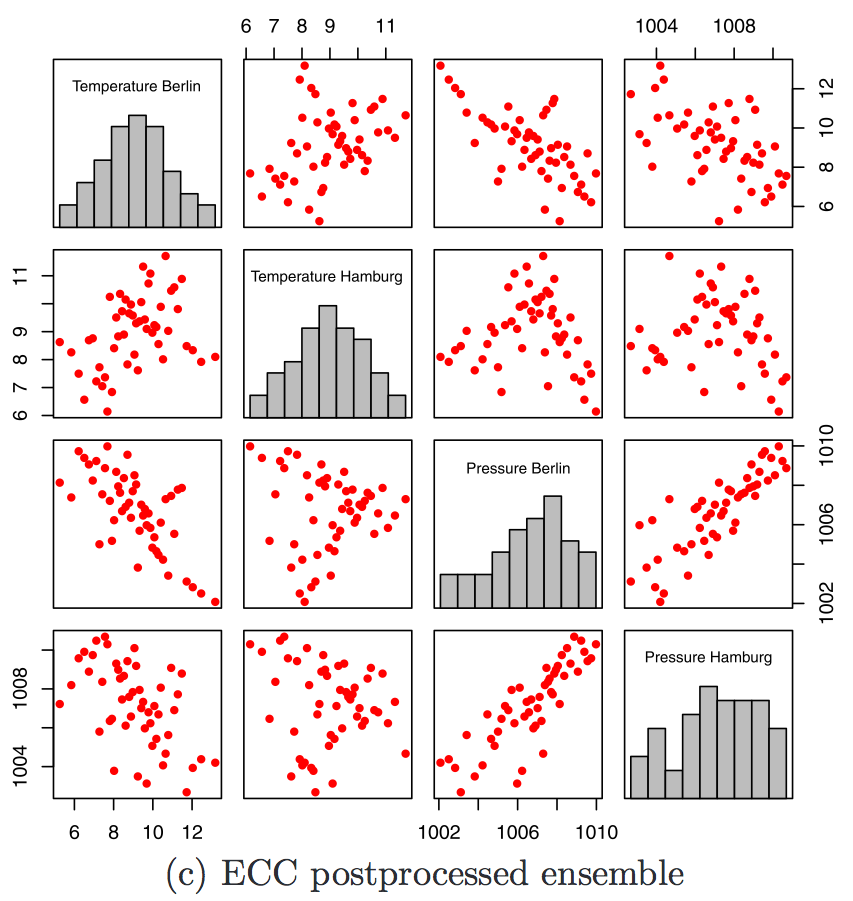 6 7 8 9 11
1004 1008
Temperature Berlin
6 8 10 12
Temperature Hamburg
6 7 8 9 11
Pressure Berlin
1002 1006 1010
Pressure Hamburg
1004 1008
6 8 10 12
1002 1006 1010
(c) ECC postprocessed ensemble